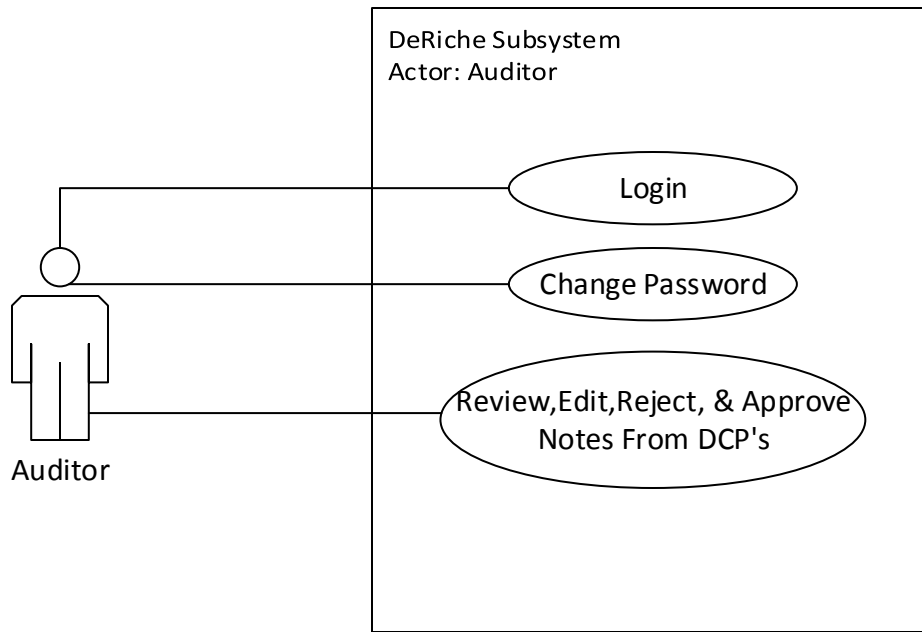 DeRiche Subsystem
Actor: Auditor
Login
Change Password
Review,Edit,Reject, & Approve
Notes From DCP's
Auditor